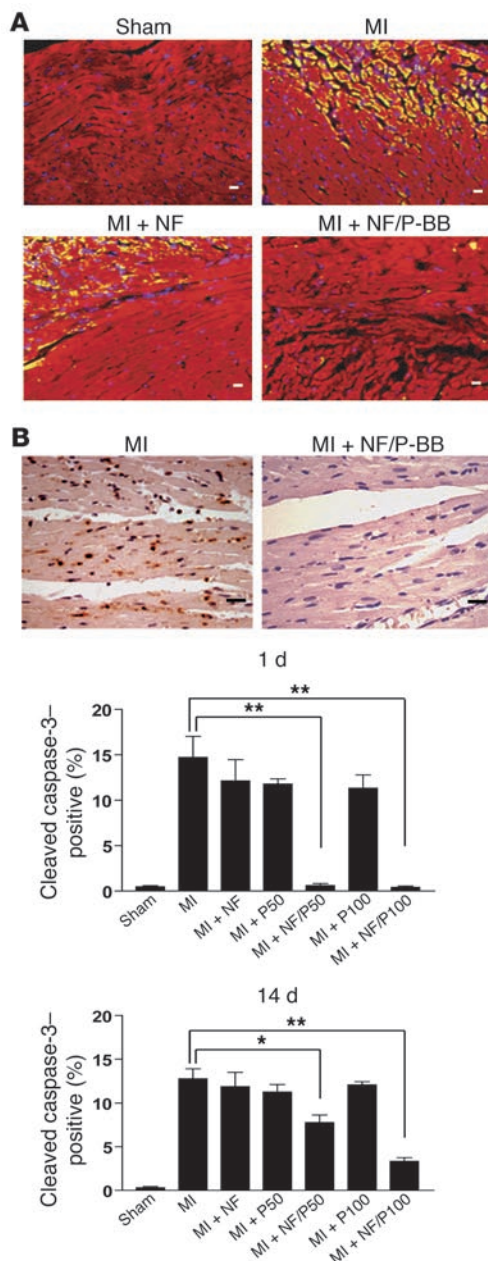 A
Sham MI
MI + NF MI + NF/P-BB
B
MI MI + NF/P-BB
1 d
**
**
Cleaved caspase-3–
positive (%)
20
15
10
5
0
Sham
MI
MI + NF
MI + P50
MI + NF/P50
MI + P100
MI + NF/P100
14 d
**
*
Cleaved caspase-3–
positive (%)
20
15
10
5
0
Sham
MI
MI + NF
MI + P50
MI + NF/P50
MI + P100
MI + NF/P100